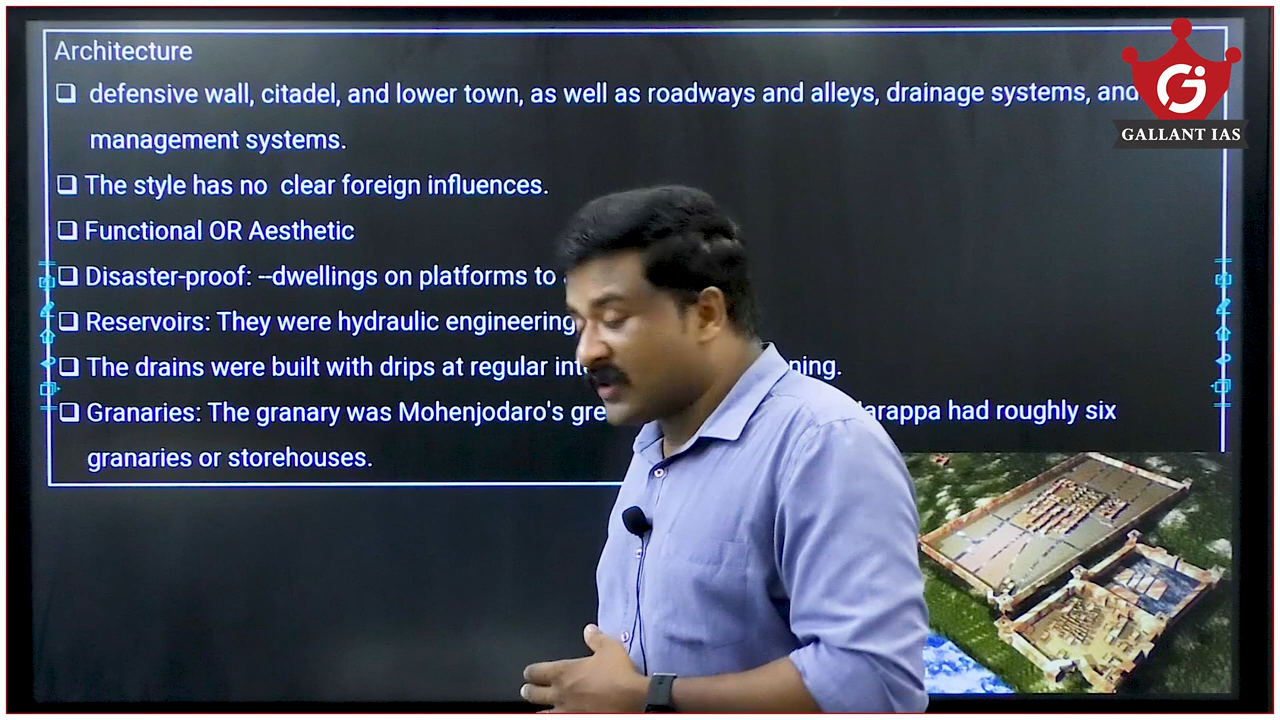 Architecture
❑ defensive wall, citadel, and lower town, as well as roadways and alleys, drainage systems, and
management systems.
❑ The style has no clear foreign influences.
❑ Functional OR Aesthetic
❑ Disaster-proof: --dwellings on platforms to
❑ Reservoirs: They were hydraulic engineering
❑ The drains were built with drips at regular
❑ Granaries: The granary was Mohenjodaro's had roughly six
granaries or storehouses.
GALLANT IAS